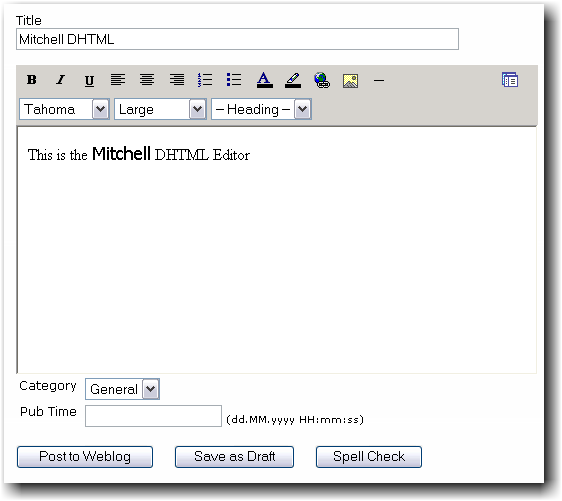 Title
Mitchell DHTML
B I U A
Tahoma Large – Heading –
This is the Mitchell DHTML Editor
Category General
Pub Time (dd.MM.yyyy HH:mm:ss)
Post to Weblog Save as Draft Spell Check